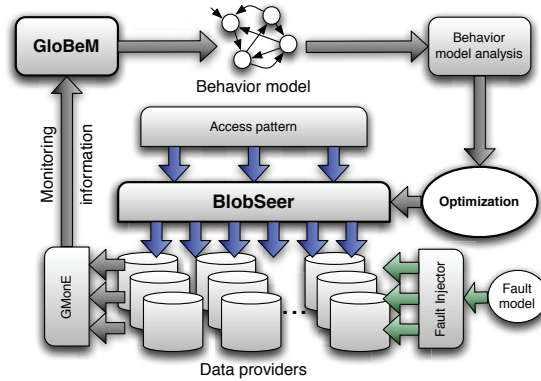 GloBeM
Behavior model
Behavior
model analysis
Monitoring
information
Access pattern
BlobSeer
Optimization
GMonE
...
Fault Injector
Fault
model
Data providers